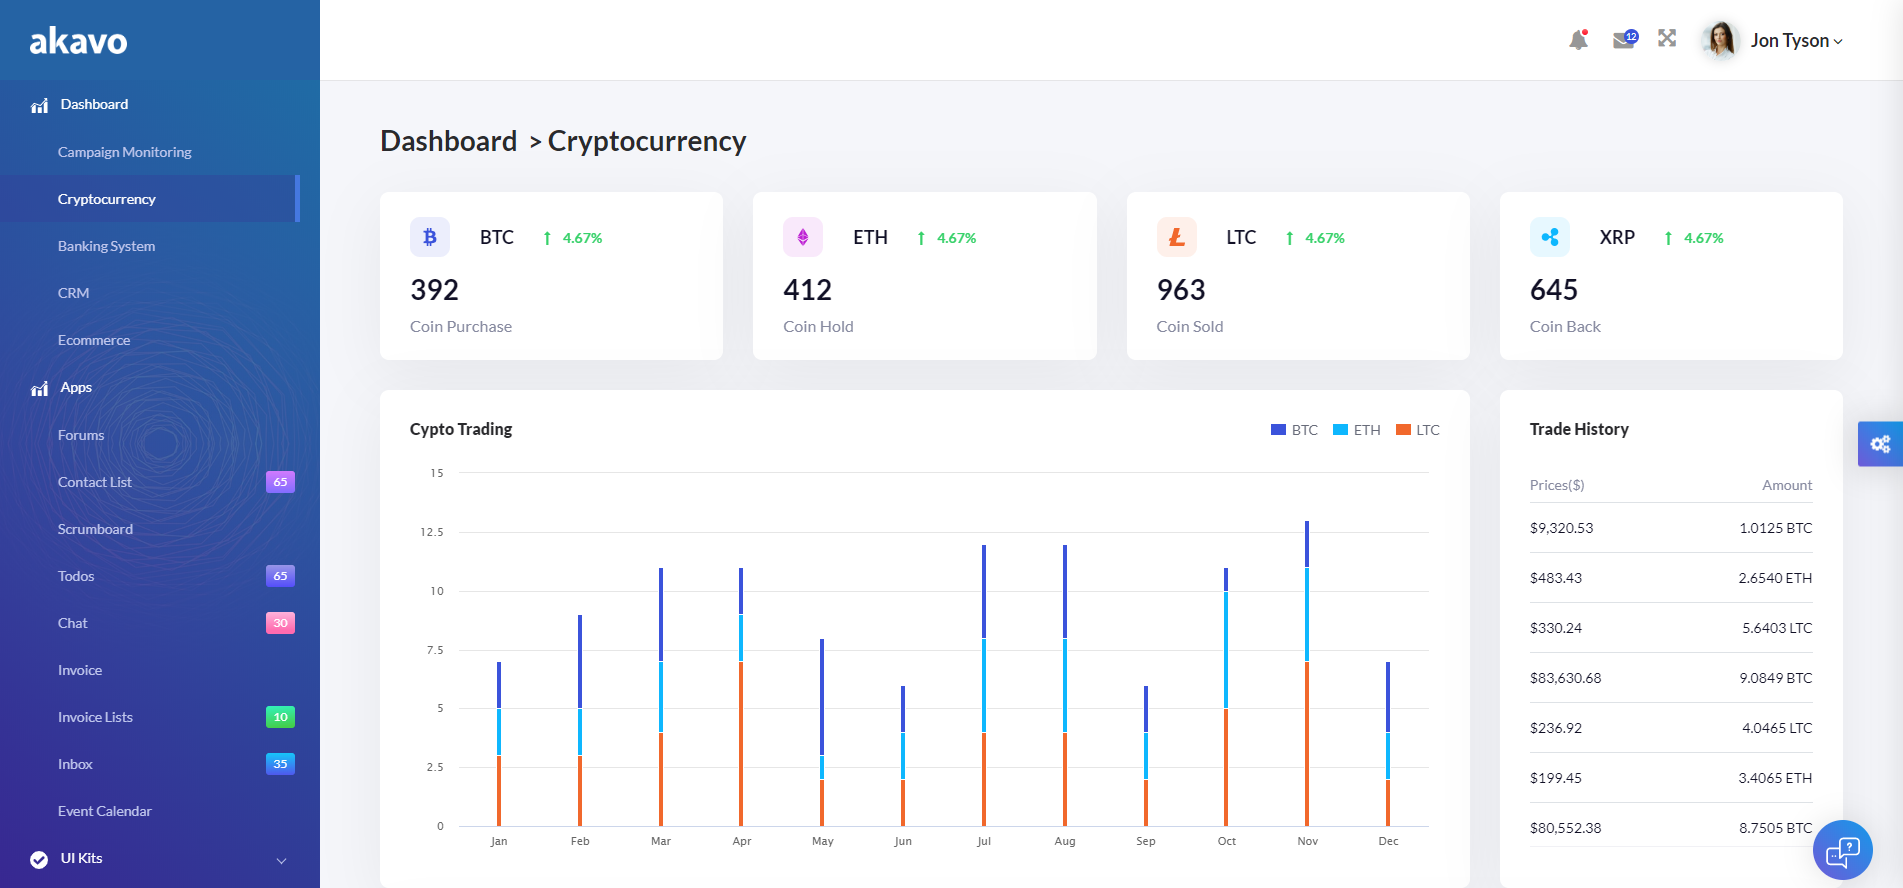 akavo
12
Jon Tyson
Dashboard
Campaign Monitoring
Cryptocurrency
Banking System
CRM
Ecommerce
Apps
Forums
Contact List 65
Scrumboard
Todos 65
Chat 30
Invoice
Invoice Lists 10
Inbox 35
Event Calendar
UI Kits
Dashboard > Cryptocurrency
BTC ↑ 4.67%
392
Coin Purchase
ETH ↑ 4.67%
412
Coin Hold
LTC ↑ 4.67%
963
Coin Sold
XRP ↑ 4.67%
645
Coin Back
Cypto Trading
BTC ETH LTC
15
12.5
10
7.5
5
2.5
0
Jan Feb Mar Apr May Jun Jul Aug Sep Oct Nov Dec
Trade History
Prices($) Amount
$9,320.53 1.0125 BTC
$483.43 2.6540 ETH
$330.24 5.6403 LTC
$83,630.68 9.0849 BTC
$236.92 4.0465 LTC
$199.45 3.4065 ETH
$80,552.38 8.7505 BTC